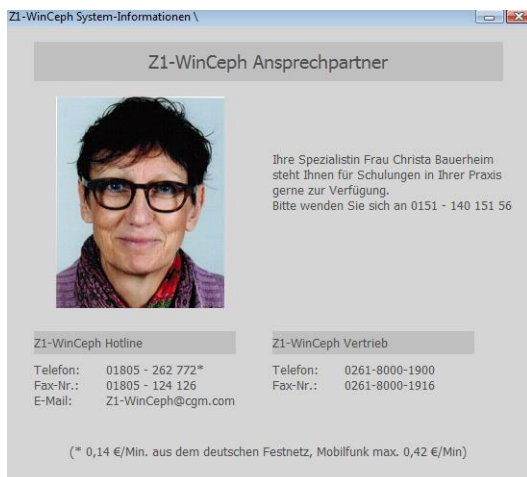 Z1-WinCeph System-Informationen \
Z1-WinCeph Ansprechpartner
Ihre Spezialistin Frau Christa Bauerheim
steht Ihnen für Schulungen in Ihrer Praxis
gerne zur Verfügung.
Bitte wenden Sie sich an 0151 - 140 151 56
Z1-WinCeph Hotline
Telefon: 01805 - 262 772*
Fax-Nr.: 01805 - 124 126
E-Mail: Z1-WinCeph@cgm.com
Z1-WinCeph Vertrieb
Telefon: 0261-8000-1900
Fax-Nr.: 0261-8000-1916
(* 0,14 €/Min. aus dem deutschen Festnetz, Mobilfunk max. 0,42 €/Min)